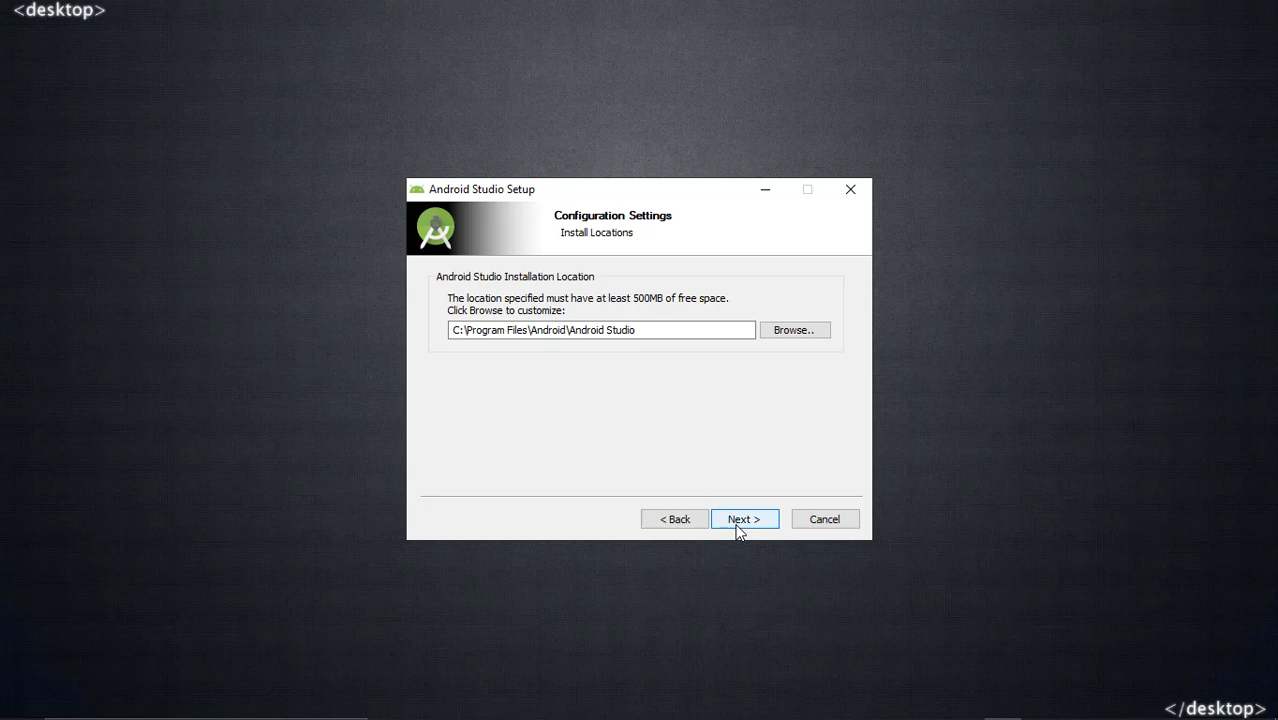 <desktop>
Android Studio Setup
Configuration Settings
Install Locations
Android Studio Installation Location
The location specified must have at least 500MB of free space.
Click Browse to customize:
C:\Program Files\Android\Android Studio
Browse..
< Back
Next >
Cancel
</desktop>